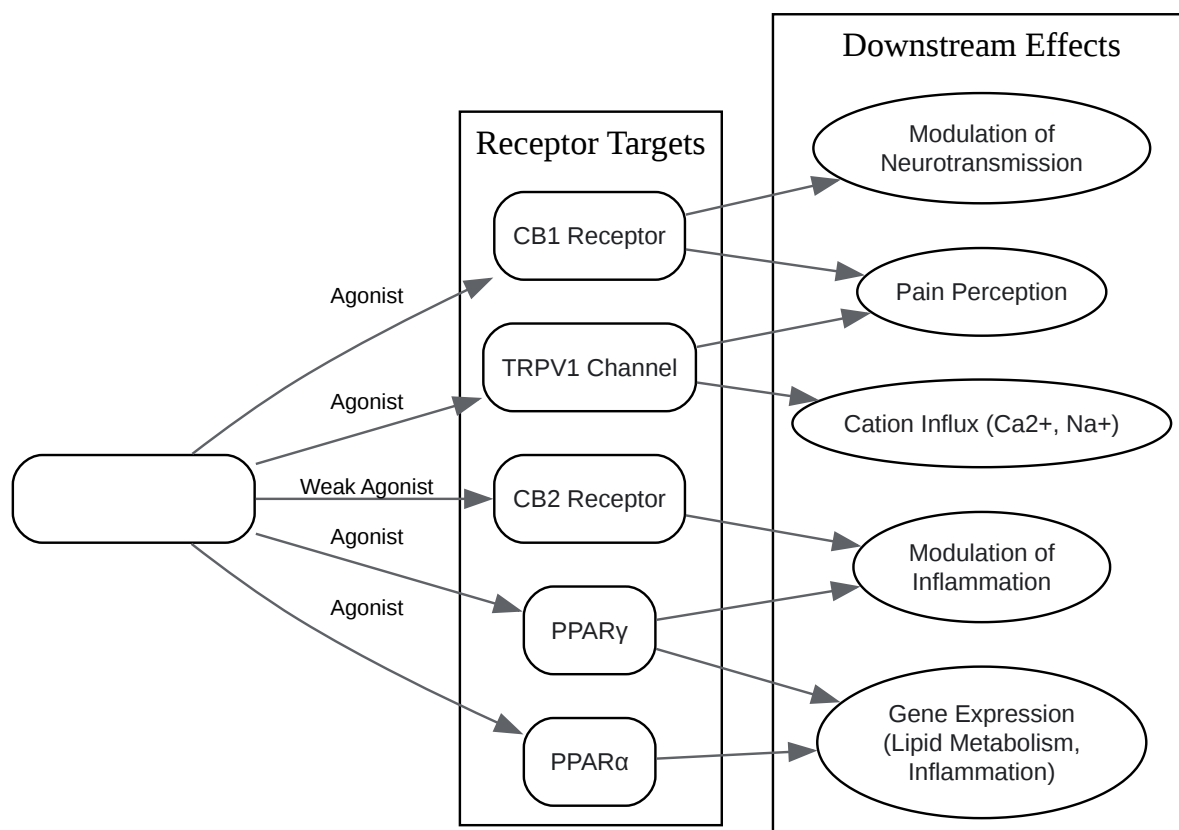 Downstream Effects
Receptor Targets
Modulation of
Neurotransmission
CB1 Receptor
Agonist
Pain Perception
TRPV1 Channel
Agonist
Cation Influx (Ca2+, Na+)
Weak Agonist
CB2 Receptor
Agonist
Modulation of
Inflammation
Agonist
PPARγ
Gene Expression
(Lipid Metabolism,
Inflammation)
PPARα